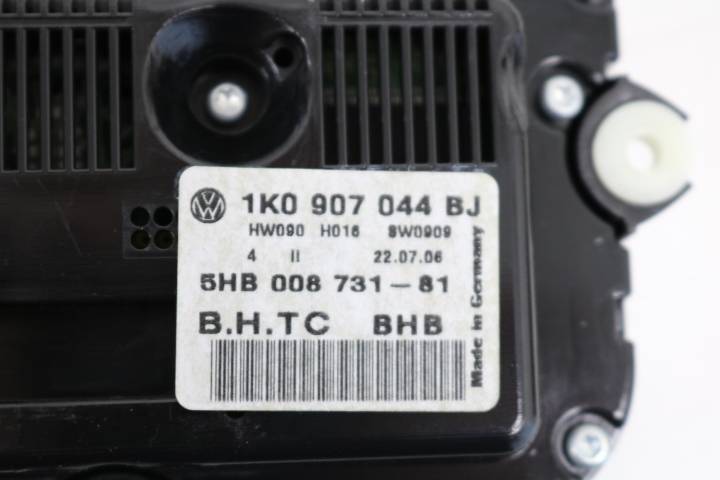 1K0 907 044 BJ
HW090 H016 SW0909
4 II 22.07.06
5HB 008 731-81
B.H.TC BHB
Made in Germany